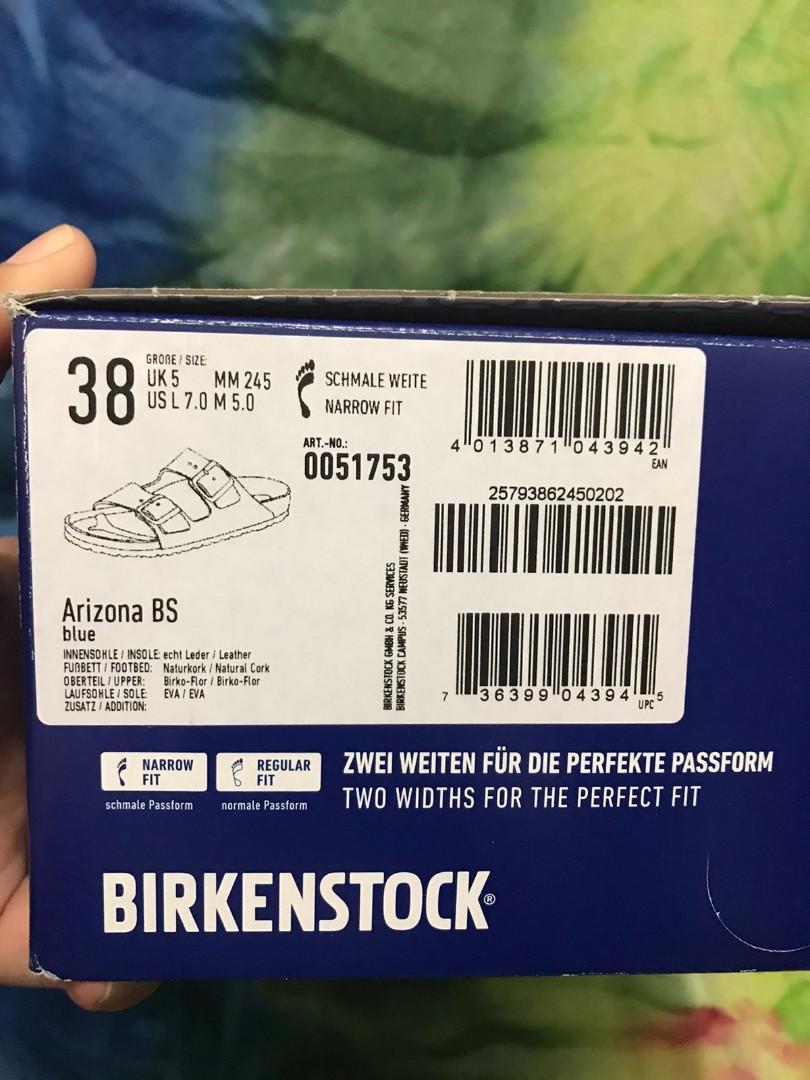 38
GRÖßE / SIZE:
UK 5 MM 245
US L 7.0 M 5.0
SCHMALE WEITE
NARROW FIT
ART.-NO.:
0051753
4 013871 043942
EAN
25793862450202
7 36399 04394 5
UPC
BIRKENSTOCK GMBH & CO. KG SERVICES
BIRKENSTOCK CAMPUS · 53577 NEUSTADT (WIED) · GERMANY
Arizona BS
blue
INNENSOHLE / INSOLE: echt Leder / Leather
FUßBETT / FOOTBED: Naturkork / Natural Cork
OBERTEIL / UPPER: Birko-Flor / Birko-Flor
LAUFSOHLE / SOLE: EVA / EVA
ZUSATZ / ADDITION:
NARROW FIT
schmale Passform
REGULAR FIT
normale Passform
ZWEI WEITEN FÜR DIE PERFEKTE PASSFORM
TWO WIDTHS FOR THE PERFECT FIT
BIRKENSTOCK®